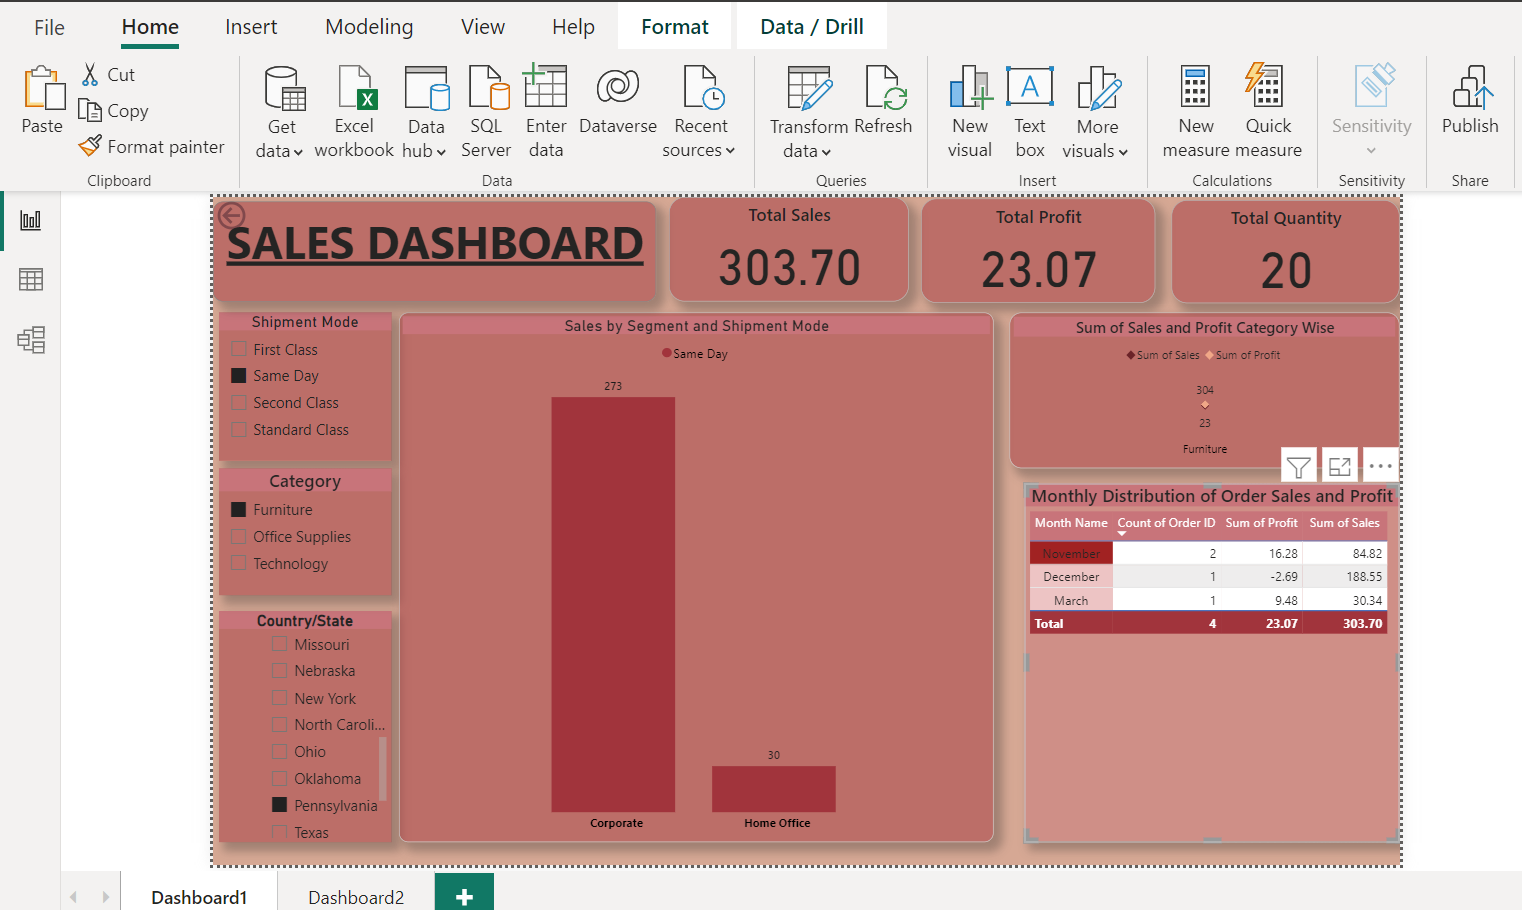 File Home Insert Modeling View Help Format Data / Drill
Paste
Cut
Copy
Format painter
Clipboard
Get data
Excel workbook
Data hub
SQL Server
Enter data
Dataverse
Recent sources
Data
Transform data
Refresh
Queries
New visual
Text box
More visuals
Insert
New measure
Quick measure
Calculations
Sensitivity
Sensitivity
Publish
Share
SALES DASHBOARD
Total Sales
303.70
Total Profit
23.07
Total Quantity
20
Shipment Mode
First Class
Same Day
Second Class
Standard Class
Category
Furniture
Office Supplies
Technology
Country/State
Missouri
Nebraska
New York
North Caroli...
Ohio
Oklahoma
Pennsylvania
Texas
Sales by Segment and Shipment Mode
Same Day
273
30
Corporate
Home Office
Sum of Sales and Profit Category Wise
Sum of Sales Sum of Profit
304
23
Furniture
Monthly Distribution of Order Sales and Profit
Month Name Count of Order ID Sum of Profit Sum of Sales
November 2 16.28 84.82
December 1 -2.69 188.55
March 1 9.48 30.34
Total 4 23.07 303.70
Dashboard1 Dashboard2